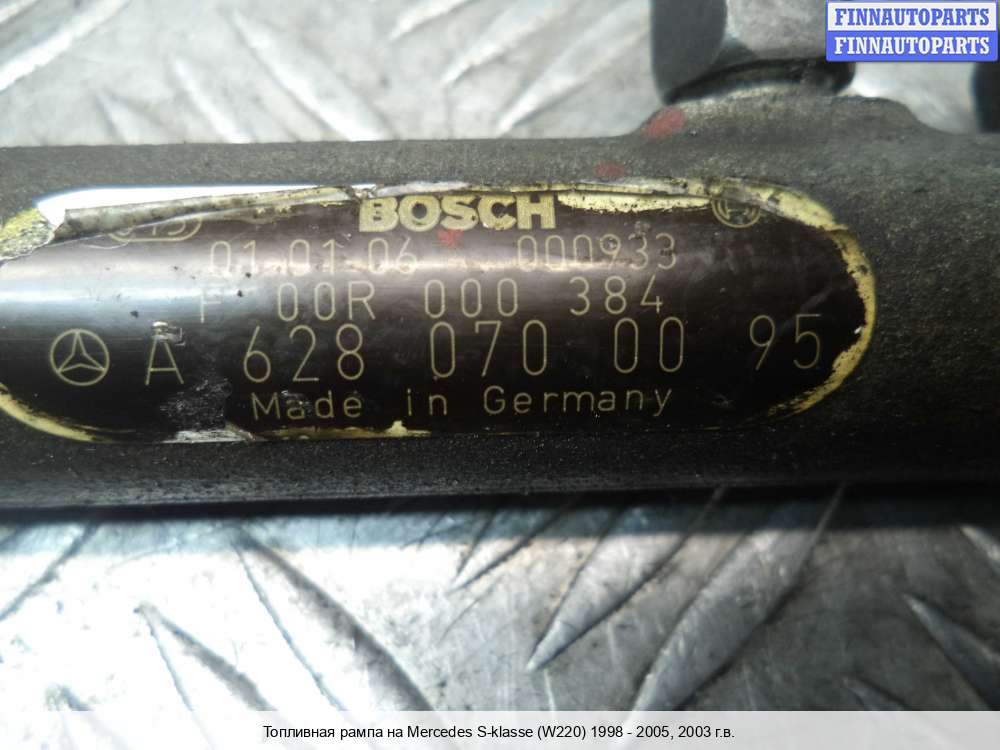 FINNAUTOPARTS
FINNAUTOPARTS
BOSCH
01 01 06 000933
F 00R 000 384
A 628 070 00 95
Made in Germany
Топливная рампа на Mercedes S-klasse (W220) 1998 - 2005, 2003 г.в.